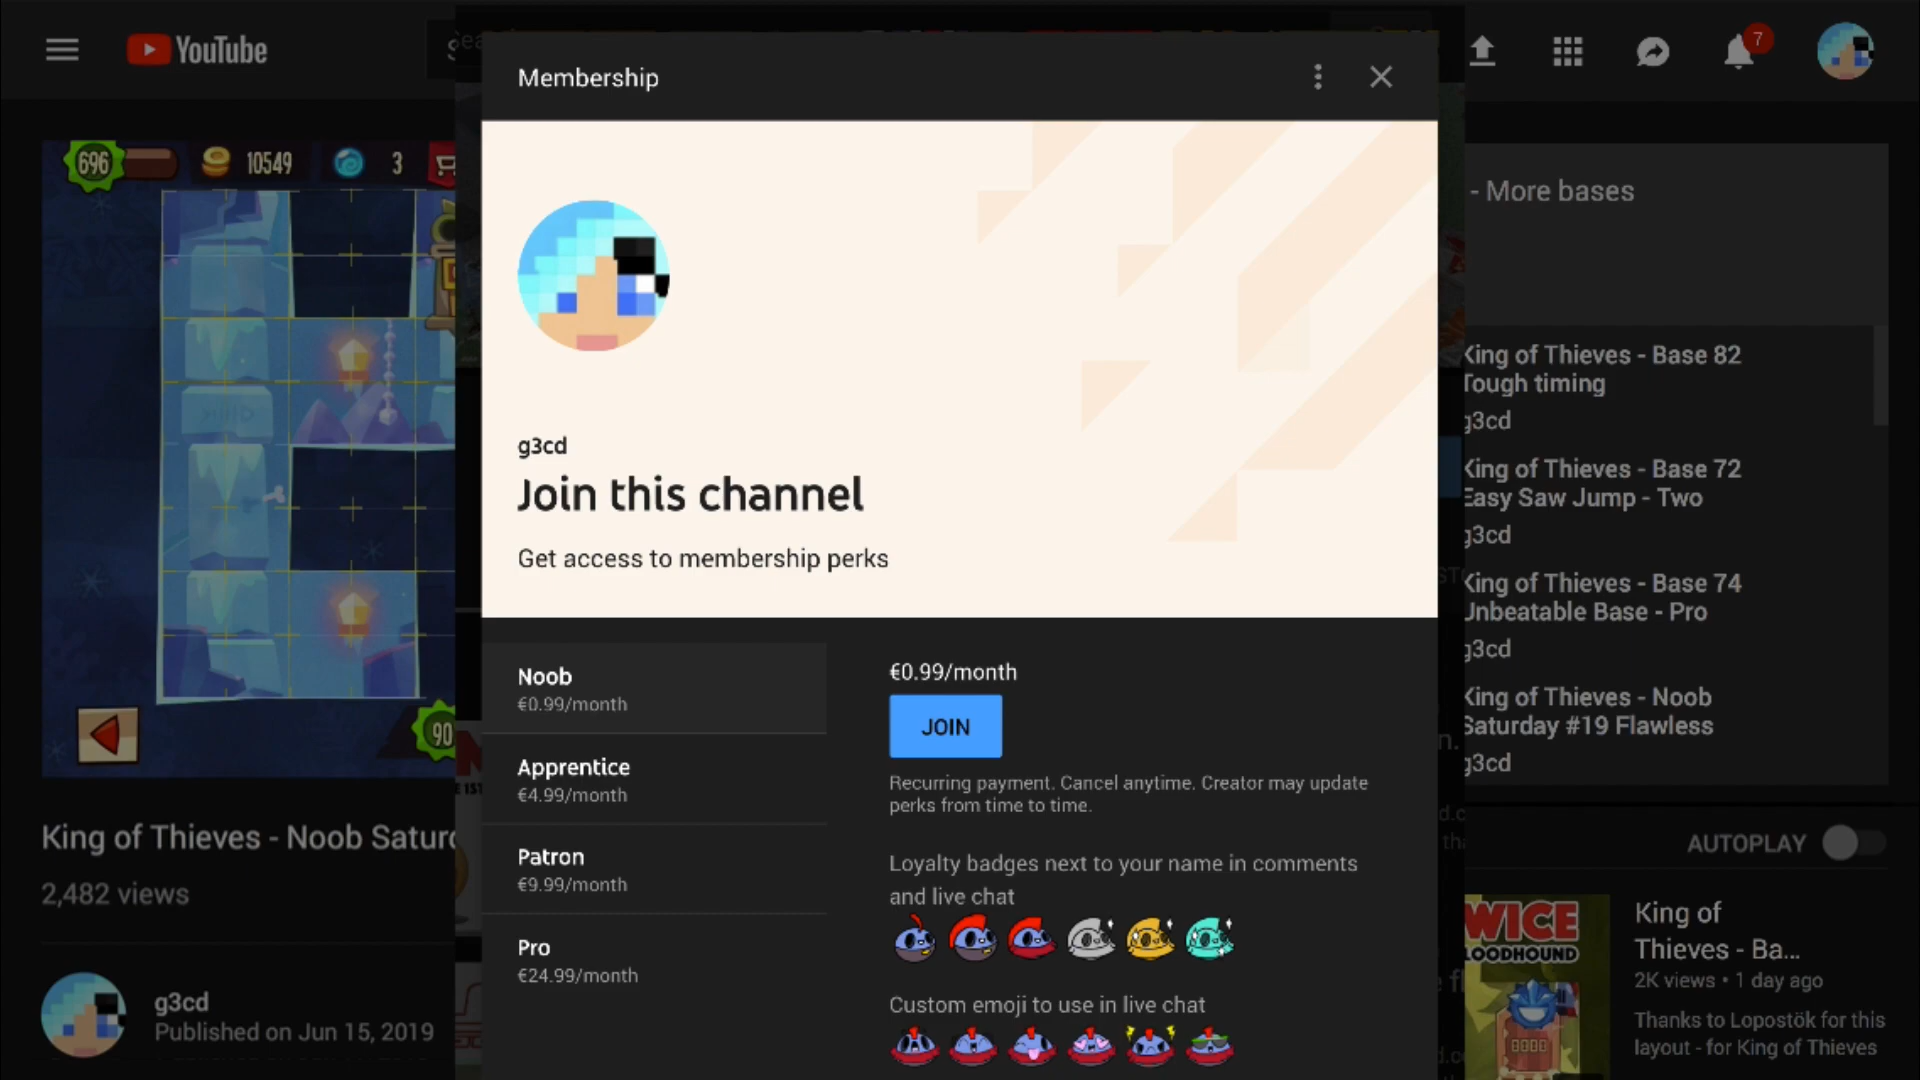 YouTube
Membership
7
696
10549
3
- More bases
g3cd
Join this channel
Get access to membership perks
King of Thieves - Base 82
Tough timing
g3cd
King of Thieves - Base 72
Easy Saw Jump - Two
g3cd
King of Thieves - Base 74
Unbeatable Base - Pro
g3cd
King of Thieves - Noob
Saturday #19 Flawless
g3cd
90
Noob
€0.99/month
Apprentice
€4.99/month
Patron
€9.99/month
Pro
€24.99/month
€0.99/month
JOIN
Recurring payment. Cancel anytime. Creator may update
perks from time to time.
Loyalty badges next to your name in comments
and live chat
Custom emoji to use in live chat
King of Thieves - Noob Saturd
2,482 views
g3cd
Published on Jun 15, 2019
AUTOPLAY
WICE
LOODHOUND
King of
Thieves - Ba...
2K views • 1 day ago
Thanks to Lopostök for this
layout - for King of Thieves